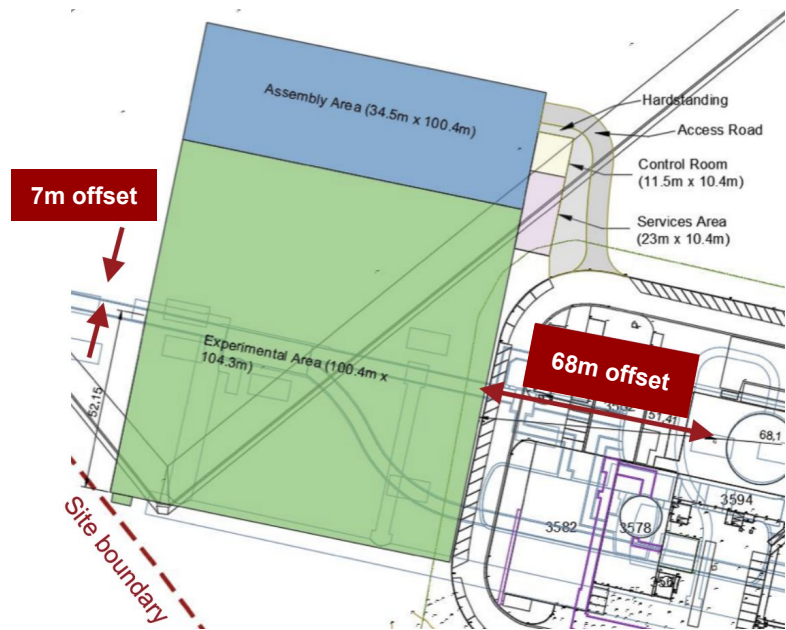 Assembly Area (34.5m x 100.4m)
Hardstanding
Access Road
Control Room
(11.5m x 10.4m)
Services Area
(23m x 10.4m)
7m offset
Experimental Area (100.4m x
104.3m)
68m offset
52,15
51,41
68,1
3594
3582
3578
Site boundary